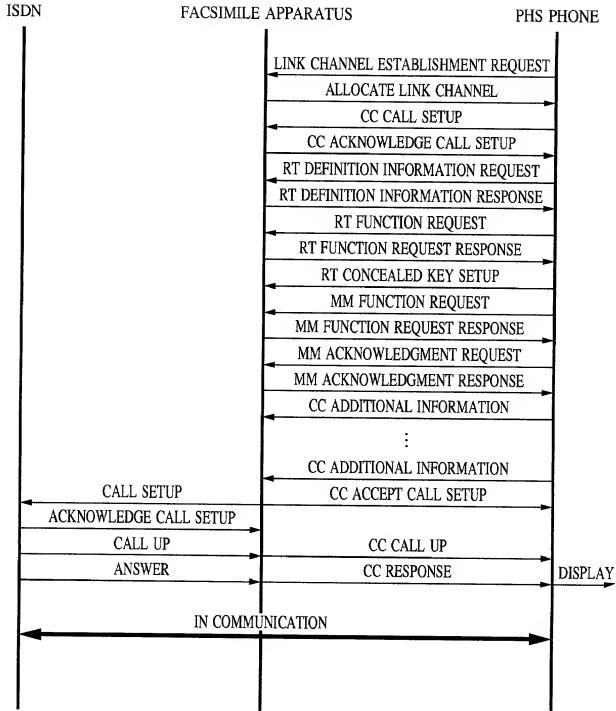 ISDN FACSIMILE APPARATUS PHS PHONE
LINK CHANNEL ESTABLISHMENT REQUEST
ALLOCATE LINK CHANNEL
CC CALL SETUP
CC ACKNOWLEDGE CALL SETUP
RT DEFINITION INFORMATION REQUEST
RT DEFINITION INFORMATION RESPONSE
RT FUNCTION REQUEST
RT FUNCTION REQUEST RESPONSE
RT CONCEALED KEY SETUP
MM FUNCTION REQUEST
MM FUNCTION REQUEST RESPONSE
MM ACKNOWLEDGMENT REQUEST
MM ACKNOWLEDGMENT RESPONSE
CC ADDITIONAL INFORMATION
⋮
CC ADDITIONAL INFORMATION
CALL SETUP CC ACCEPT CALL SETUP
ACKNOWLEDGE CALL SETUP
CALL UP CC CALL UP
ANSWER CC RESPONSE DISPLAY
IN COMMUNICATION